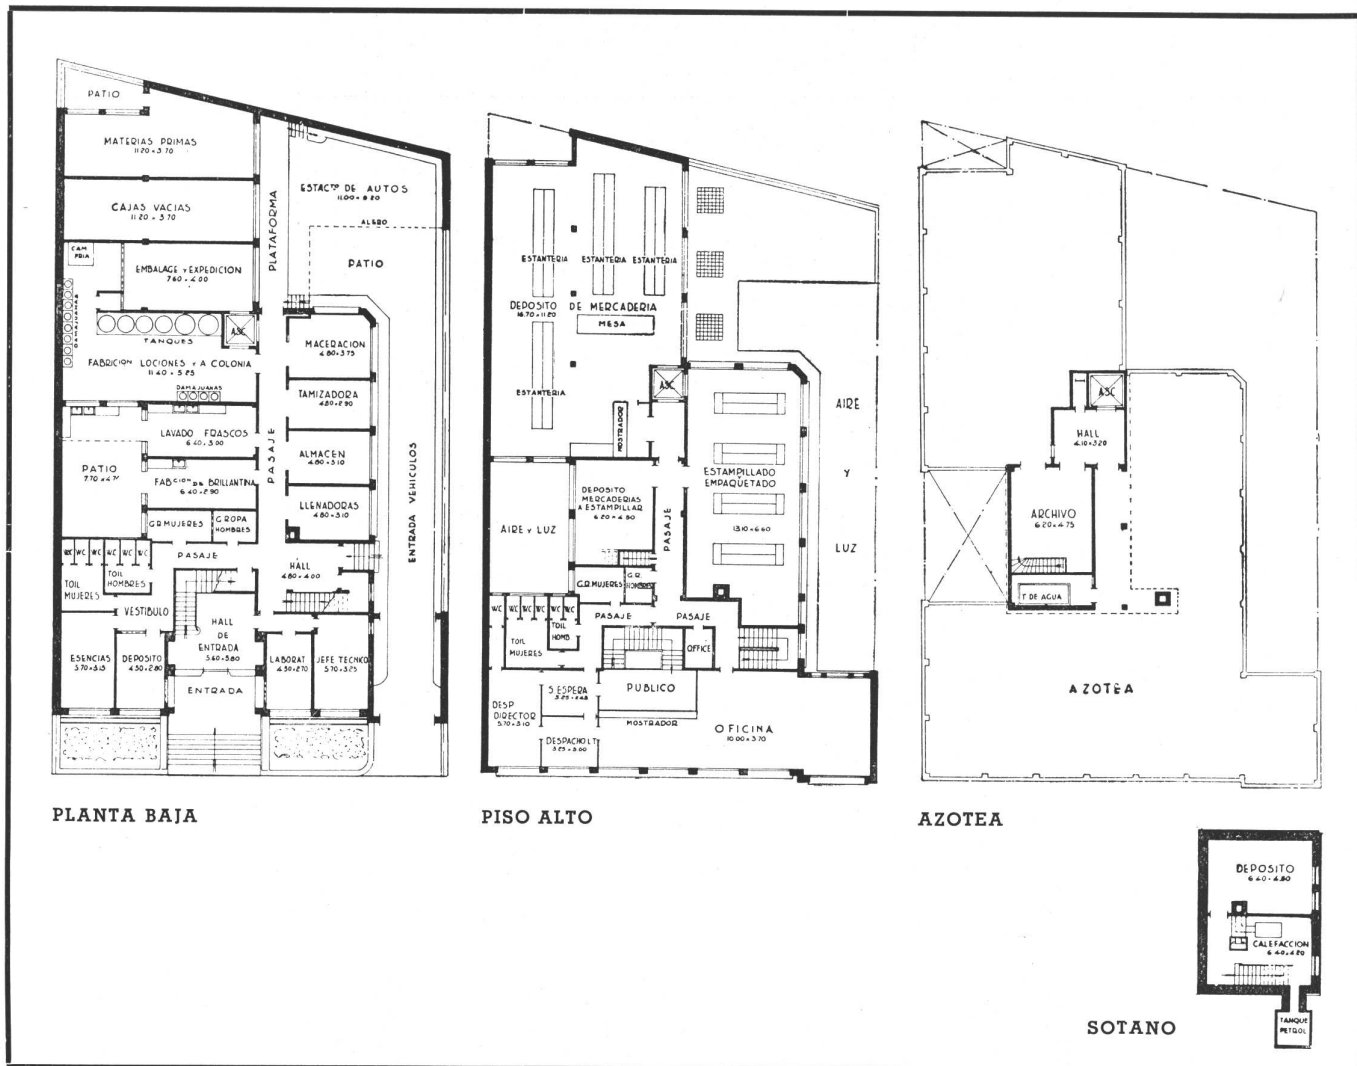 PATIO
MATERIAS PRIMAS
11.20 x 3.70
CAJAS VACIAS
11.20 x 3.70
CAM
FRIA
EMBALAGE Y EXPEDICION
7.60 - 4.00
DAMAJUANAS
TANQUES
ASC
FABRICION LOCIONES Y A COLONIA
11.40 x 5.25
DAMAJUANAS
LAVADO FRASCOS
6.40 x 3.00
PATIO
FABCION DE BRILLANTINA
6.40 x 2.90
G.R MUJERES
G.ROPA
HOMBRES
PASAJE
WC WC WC WC WC WC
TOIL
MUJERES
TOIL
HOMBRES
VESTIBULO
HALL
DE
ENTRADA
5.60 x 5.80
ESENCIAS
5.70 x 3.15
DEPOSITO
4.50 x 2.80
ENTRADA
LABORAT
4.50 x 2.70
JEFE TECNICO
5.70 x 3.25
HALL
4.80 x 4.00
PLATAFORMA
PASAJE
ESTACTO DE AUTOS
ALERO
PATIO
MACERACION
4.80 x 3.75
TAMIZADORA
4.80 x 2.90
ALMACEN
4.80 x 3.10
LLENADORAS
4.80 x 3.10
ENTRADA VEHICULOS
PLANTA BAJA
ESTANTERIA
ESTANTERIA
ESTANTERIA
DEPOSITO DE MERCADERIA
16.70 x 11.20
MESA
ESTANTERIA
ASC
MOSTRADOR
AIRE Y LUZ
DEPOSITO
MERCADERIAS
A ESTAMPILLAR
6.20 x 4.80
PASAJE
ESTAMPILLADO
Y
EMPAQUETADO
13.10 x 6.60
AIRE
Y
LUZ
G.R MUJERES
G.R.
HOMBRES
WC WC WC WC WC WC
PASAJE
PASAJE
TOIL
MUJERES
TOIL
HOMB
OFFICE
S.ESPERA
PUBLICO
DESP
DIRECTOR
5.70 x 3.10
MOSTRADOR
DESPACHO LT
3.25 x 3.00
OFICINA
10.00 x 3.70
PISO ALTO
ASC
HALL
4.10 x 3.20
ARCHIVO
6.20 x 4.75
T DE AGUA
AZOTEA
AZOTEA
DEPOSITO
6.40 - 4.80
CALEFACCION
6.40 x 4.20
TANQUE
PETROL
SOTANO